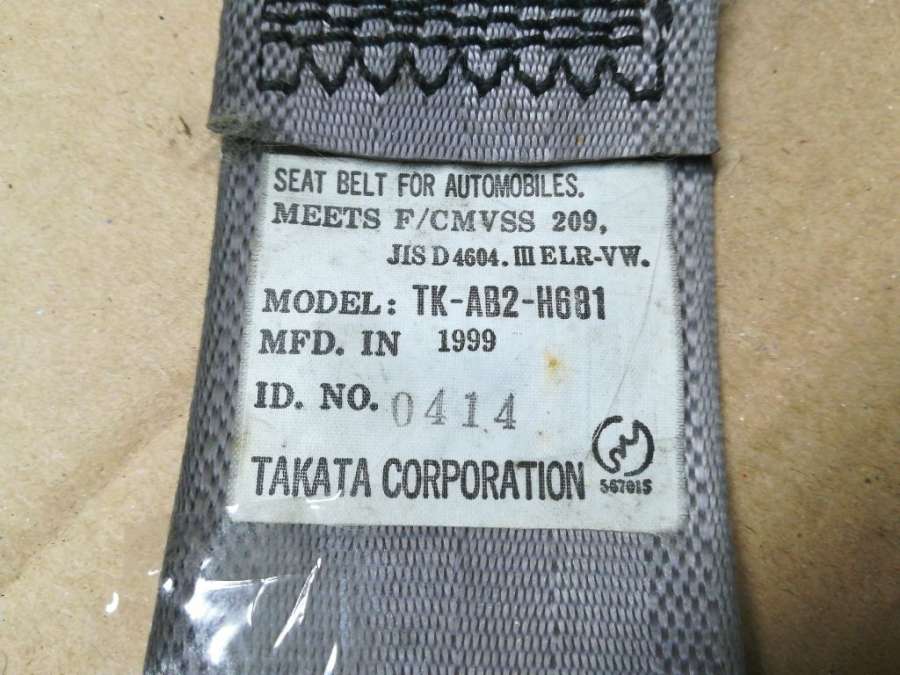 SEAT BELT FOR AUTOMOBILES.
MEETS F/CMVSS 209,
JIS D 4604. III ELR-VW.
MODEL: TK-AB2-H681
MFD. IN 1999
ID. NO. 0414
TAKATA CORPORATION
567015